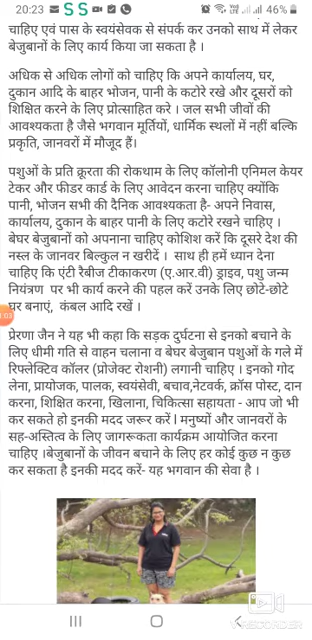 20:23
46%
चाहिए एवं पास के स्वयंसेवक से संपर्क कर उनको साथ में लेकर
बेजुबानों के लिए कार्य किया जा सकता है ।
अधिक से अधिक लोगों को चाहिए कि अपने कार्यालय, घर,
दुकान आदि के बाहर भोजन, पानी के कटोरे रखे और दूसरों को
शिक्षित करने के लिए प्रोत्साहित करे । जल सभी जीवों की
आवश्यकता है जैसे भगवान मूर्तियों, धार्मिक स्थलों में नहीं बल्कि
प्रकृति, जानवरों में मौजूद हैं।
पशुओं के प्रति क्रूरता की रोकथाम के लिए कॉलोनी एनिमल केयर
टेकर और फीडर कार्ड के लिए आवेदन करना चाहिए क्योंकि
पानी, भोजन सभी की दैनिक आवश्यकता है- अपने निवास,
कार्यालय, दुकान के बाहर पानी के लिए कटोरे रखने चाहिए ।
बेघर बेजुबानों को अपनाना चाहिए कोशिश करें कि दूसरे देश की
नस्ल के जानवर बिल्कुल न खरीदें । साथ ही हमें ध्यान देना
चाहिए कि एंटी रैबीज टीकाकरण (ए.आर.वी) ड्राइव, पशु जन्म
नियंत्रण पर भी कार्य करने की पहल करें उनके लिए छोटे-छोटे
घर बनाएं, कंबल आदि रखें ।
प्रेरणा जैन ने यह भी कहा कि सड़क दुर्घटना से इनको बचाने के
लिए धीमी गति से वाहन चलाना व बेघर बेजुबान पशुओं के गले में
रिफ्लेक्टिव कॉलर (प्रोजेक्ट रोशनी) लगानी चाहिए । इनको गोद
लेना, प्रायोजक, पालक, स्वयंसेवी, बचाव,नेटवर्क, क्रॉस पोस्ट, दान
करना, शिक्षित करना, खिलाना, चिकित्सा सहायता - आप जो भी
कर सकते हो इनकी मदद जरूर करें l मनुष्यों और जानवरों के
सह-अस्तित्व के लिए जागरूकता कार्यक्रम आयोजित करना
चाहिए ।बेजुबानों के जीवन बचाने के लिए हर कोई कुछ न कुछ
कर सकता है इनकी मदद करें- यह भगवान की सेवा है ।
RECORDER